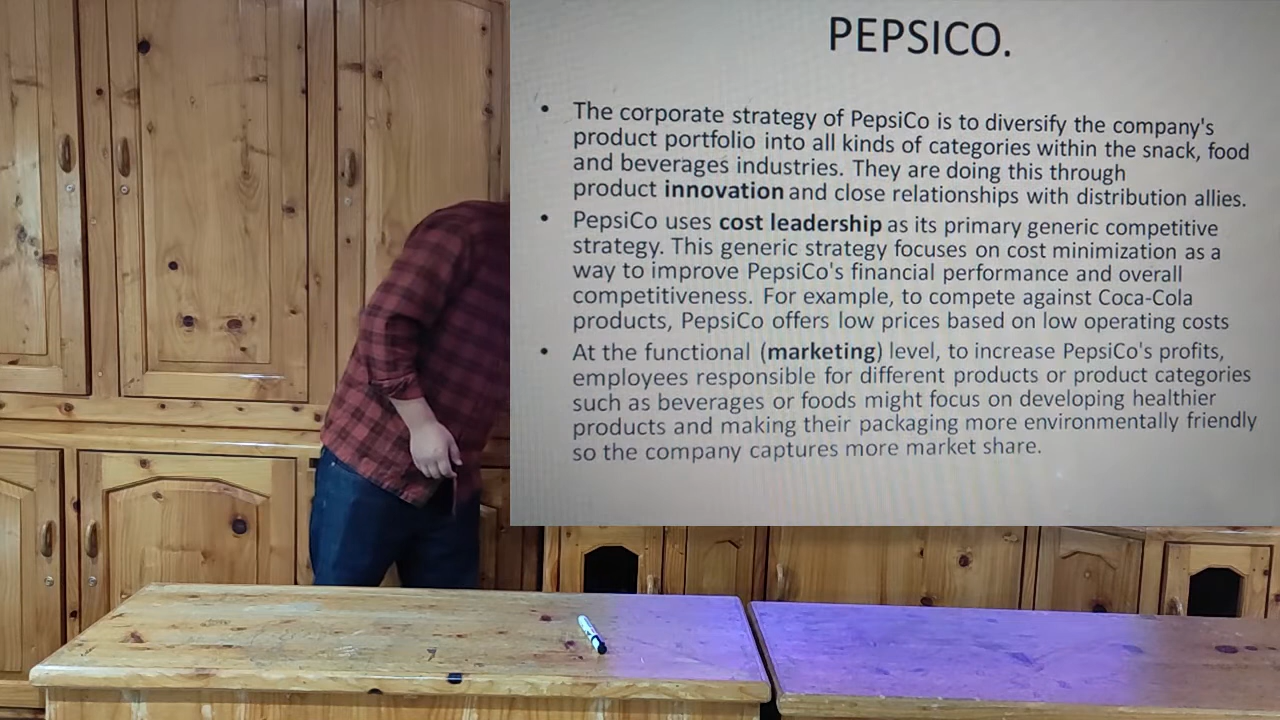 PEPSICO.
• The corporate strategy of PepsiCo is to diversify the company's
product portfolio into all kinds of categories within the snack, food
and beverages industries. They are doing this through
product innovation and close relationships with distribution allies.
• PepsiCo uses cost leadership as its primary generic competitive
strategy. This generic strategy focuses on cost minimization as a
way to improve PepsiCo's financial performance and overall
competitiveness. For example, to compete against Coca-Cola
products, PepsiCo offers low prices based on low operating costs
• At the functional (marketing) level, to increase PepsiCo's profits,
employees responsible for different products or product categories
such as beverages or foods might focus on developing healthier
products and making their packaging more environmentally friendly
so the company captures more market share.